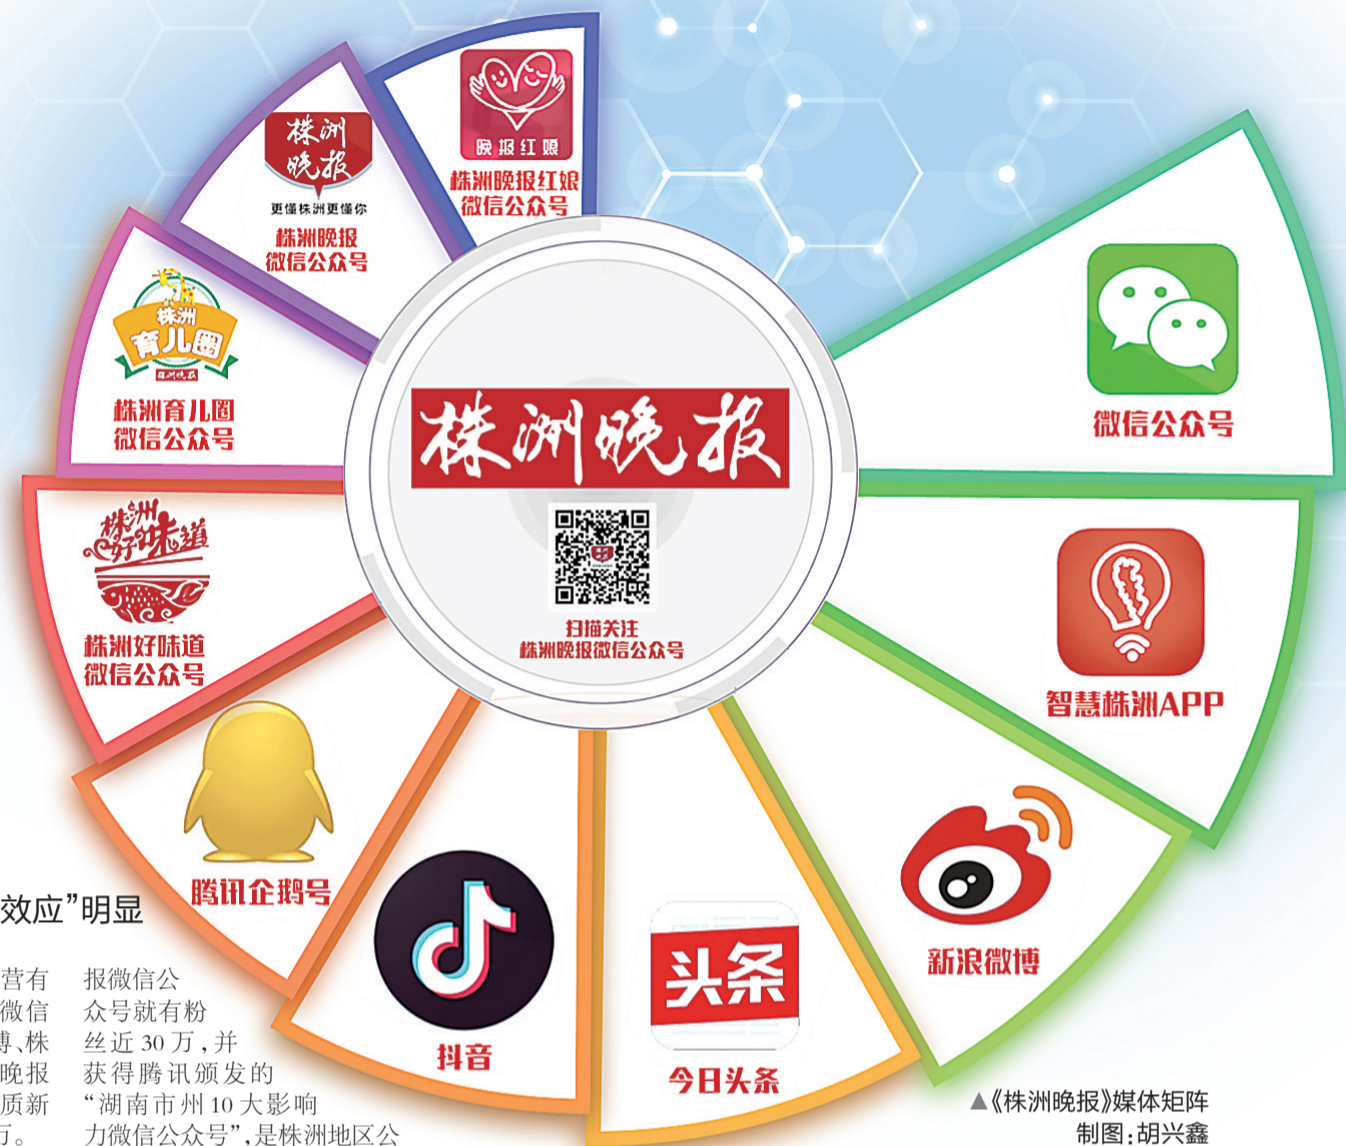 晚报红娘
株洲晚报红娘
微信公众号
株洲
晚报
更懂株洲更懂你
株洲晚报
微信公众号
株洲
育儿圈
株洲晚报
株洲育儿圈
微信公众号
株洲
好味道
株洲好味道
微信公众号
腾讯企鹅号
抖音
头条
今日头条
新浪微博
智慧株洲APP
微信公众号
株洲晚报
扫描关注
株洲晚报微信公众号
效应”明显
营有
微信
博、株
晚报
质新
万。
报微信公
众号就有粉
丝近30万,并
获得腾讯颁发的
“湖南市州10大影响
力微信公众号”,是株洲地区公
▲《株洲晚报》媒体矩阵
制图:胡兴鑫